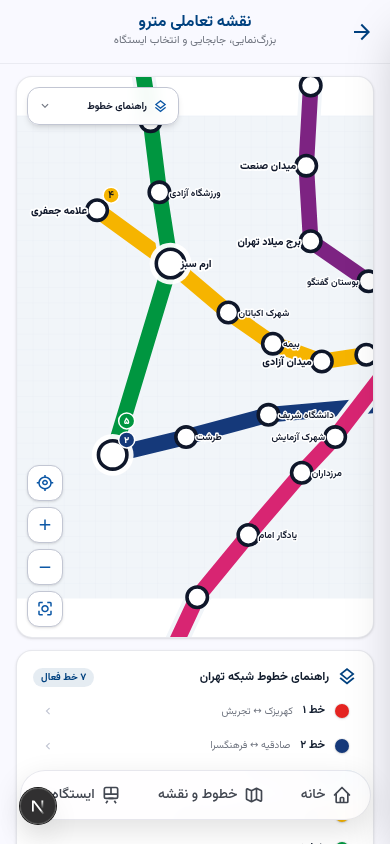 نقشه تعاملی مترو
بزرگ‌نمایی، جابجایی و انتخاب ایستگاه
راهنمای خطوط
میدان صنعت
ورزشگاه آزادی
۴
علامه جعفری
برج میلاد تهران
ارم سبز
بوستان گفتگو
شهرک اکباتان
بیمه
میدان آزادی
دانشگاه شریف
۵
۲
طرشت
شهرک آزمایش
مرزداران
یادگار امام
راهنمای خطوط شبکه تهران
۷ خط فعال
خط ۱ کهریزک ↔ تجریش
خط ۲ صادقیه ↔ فرهنگسرا
خانه
خطوط و نقشه
ایستگاه
N